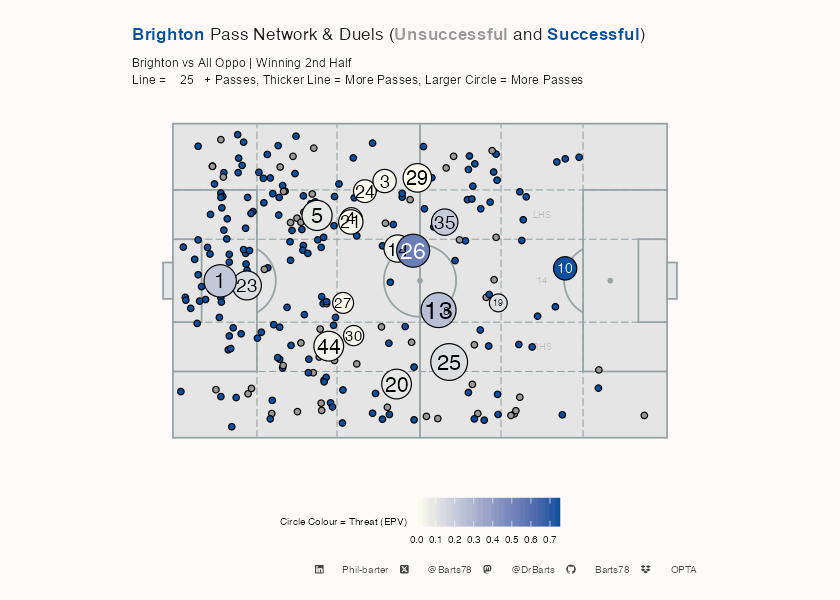 Brighton Pass Network & Duels (Unsuccessful and Successful)
Brighton vs All Oppo | Winning 2nd Half
Line = 25 + Passes, Thicker Line = More Passes, Larger Circle = More Passes
3
29
24
5
21
35
LHS
26
10
1
23
14
27
13
19
30
44
25
20
Circle Colour = Threat (EPV)
0.0 0.1 0.2 0.3 0.4 0.5 0.6 0.7
Phil-barter @Barts78 @DrBarts Barts78 OPTA